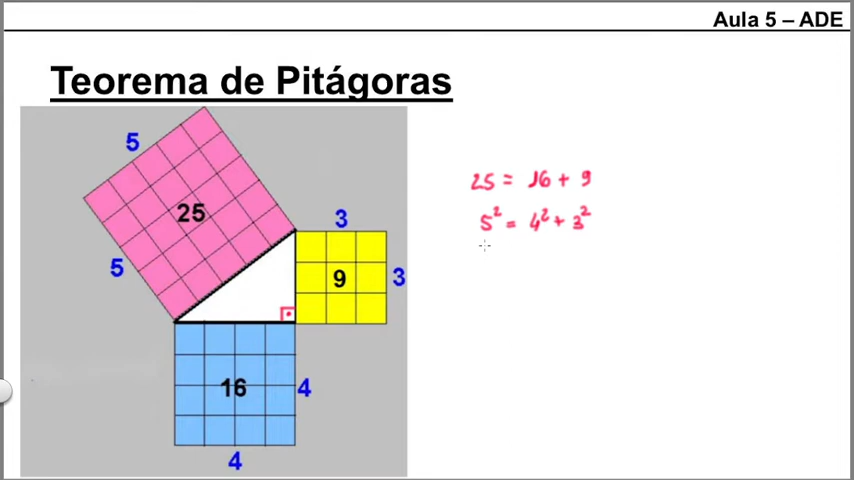 Aula 5 – ADE
Teorema de Pitágoras
5
25
5
3
9
3
16
4
4
25 = 16 + 9
5² = 4² + 3²